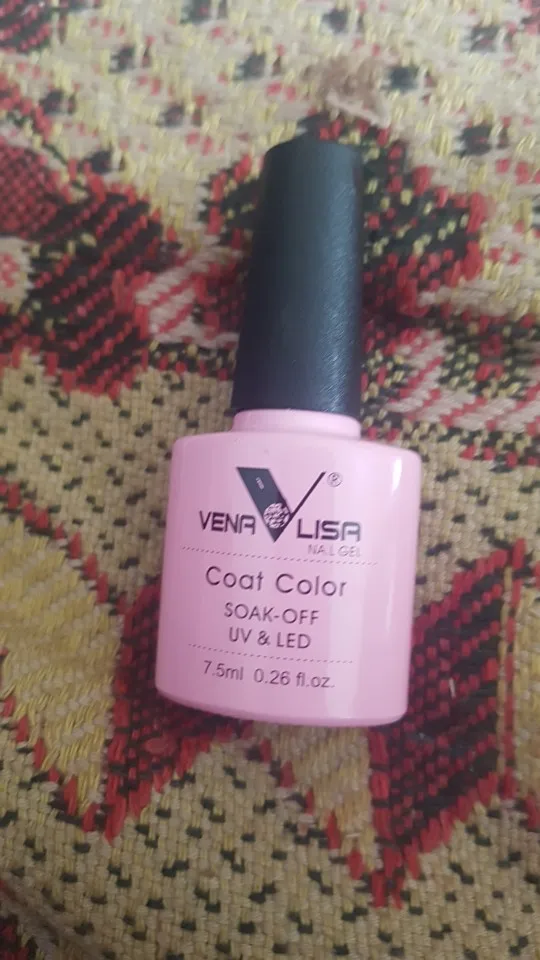 VENA LISA ®
NAIL GEL
Coat Color
SOAK-OFF
UV & LED
7.5ml 0.26 fl.oz.